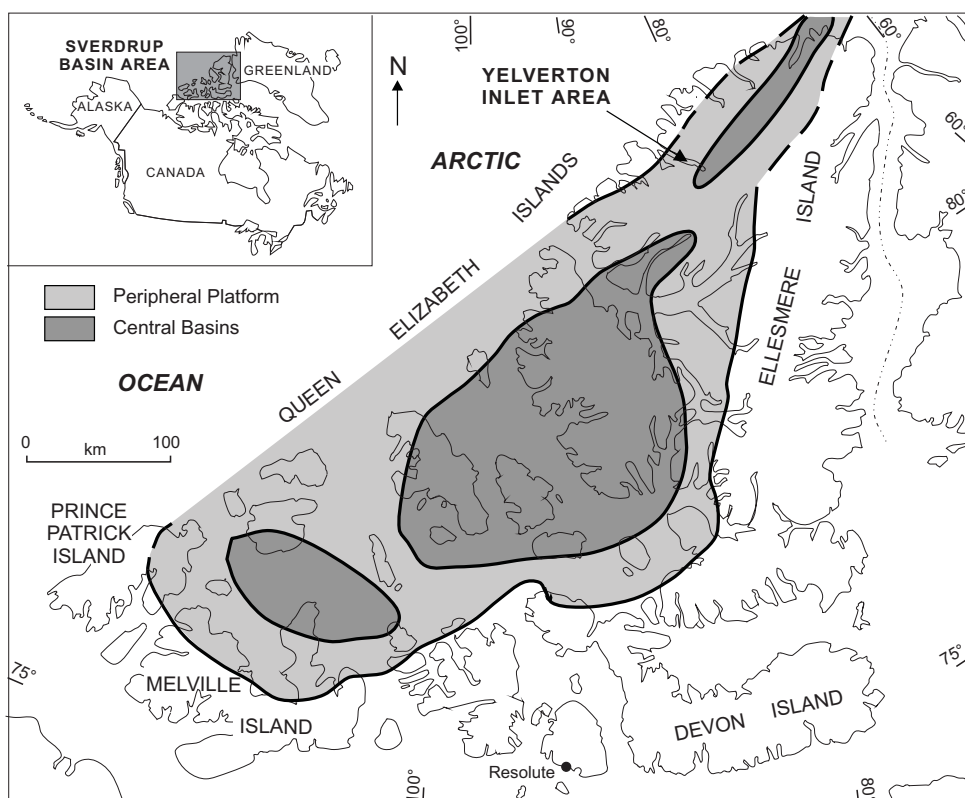 SVERDRUP
BASIN AREA
GREENLAND
ALASKA
CANADA
N
100°
90°
80°
60°
YELVERTON
INLET AREA
ARCTIC
ISLANDS
ISLAND
60°
80°
Peripheral Platform
Central Basins
ELIZABETH
ELLESMERE
OCEAN
QUEEN
0
100
km
PRINCE
PATRICK
ISLAND
75°
75°
MELVILLE
ISLAND
DEVON ISLAND
Resolute
100°
80°